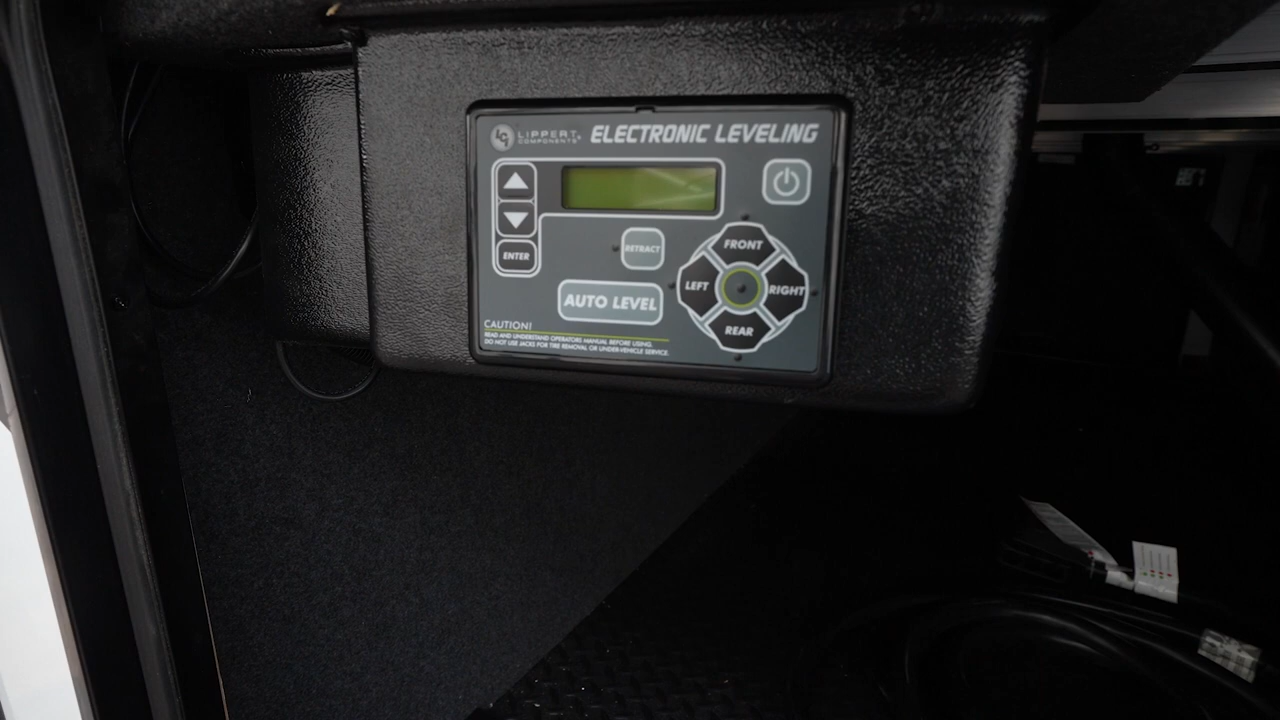 LCI LIPPERT COMPONENTS® ELECTRONIC LEVELING
ENTER
RETRACT
AUTO LEVEL
FRONT
LEFT
RIGHT
REAR
CAUTION!
READ AND UNDERSTAND OPERATORS MANUAL BEFORE USING.
DO NOT USE JACKS FOR TIRE REMOVAL OR UNDER-VEHICLE SERVICE.